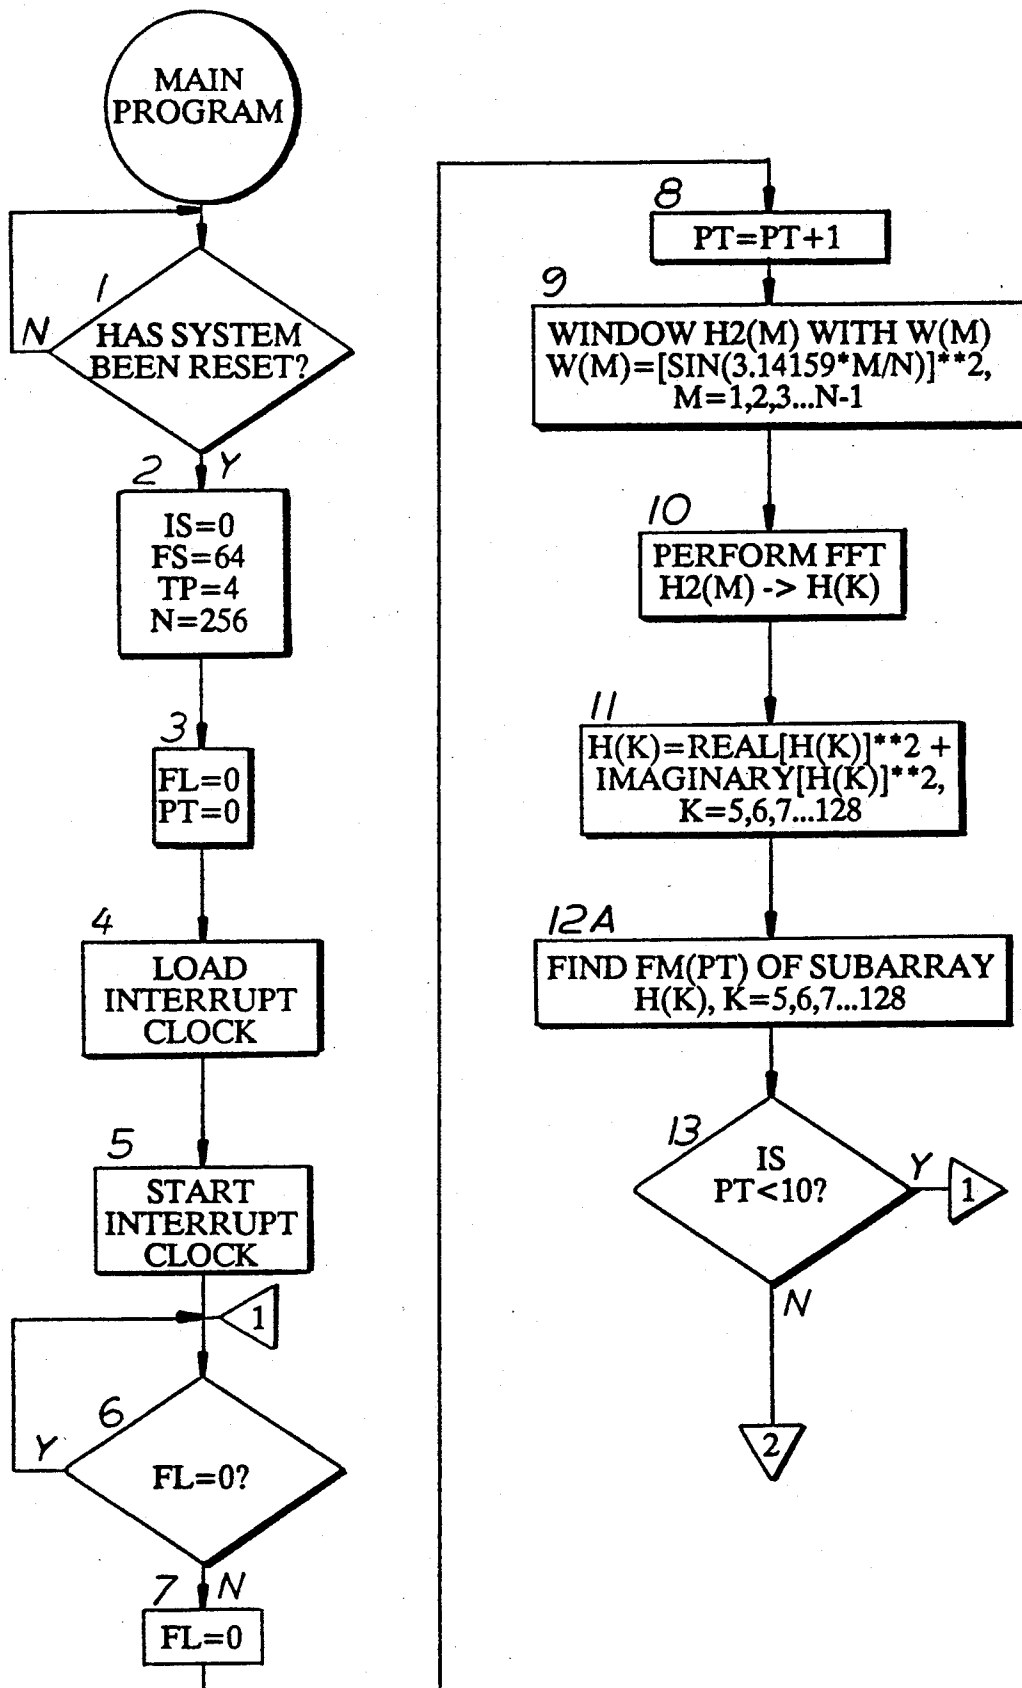 MAIN
PROGRAM
1
N
HAS SYSTEM
BEEN RESET?
Y
2
IS=0
FS=64
TP=4
N=256
3
FL=0
PT=0
4
LOAD
INTERRUPT
CLOCK
5
START
INTERRUPT
CLOCK
1
6
Y
FL=0?
N
7
FL=0
8
PT=PT+1
9
WINDOW H2(M) WITH W(M)
W(M)=[SIN(3.14159*M/N)]**2,
M=1,2,3...N-1
10
PERFORM FFT
H2(M) -> H(K)
11
H(K)=REAL[H(K)]**2 +
IMAGINARY[H(K)]**2,
K=5,6,7...128
12A
FIND FM(PT) OF SUBARRAY
H(K), K=5,6,7...128
13
IS
PT<10?
Y
1
N
2